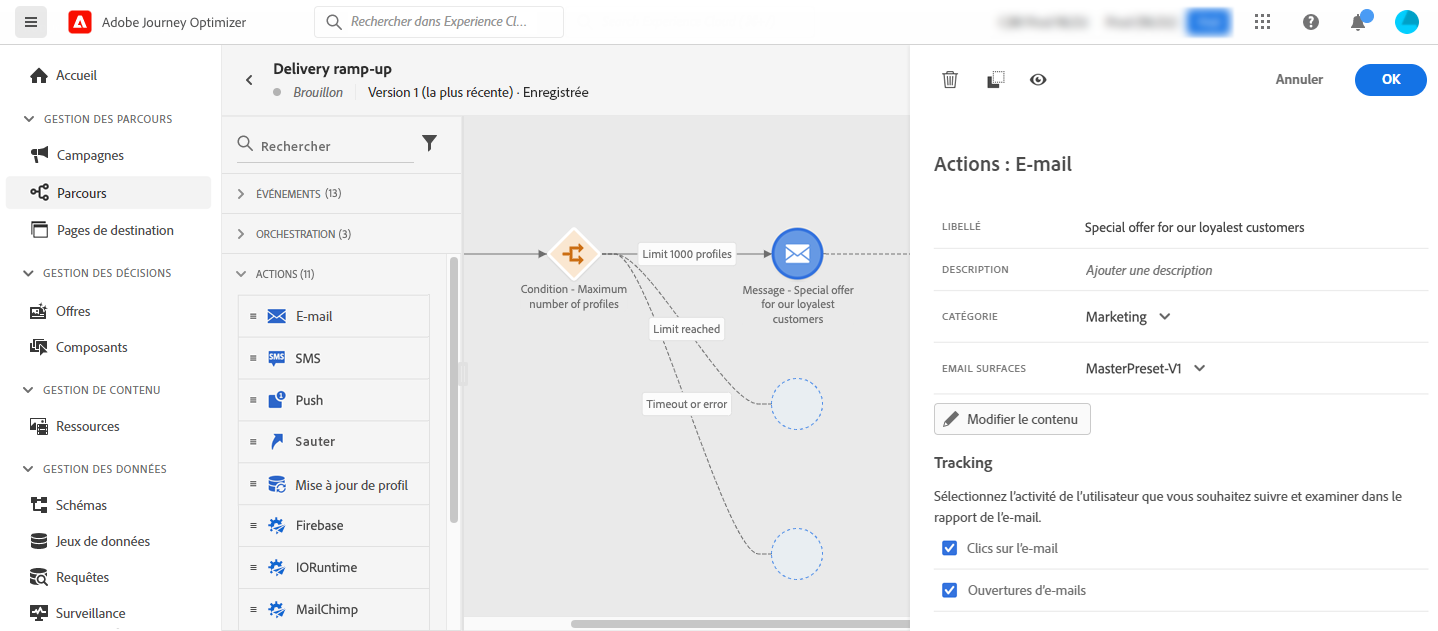 Adobe Journey Optimizer
Rechercher dans Experience Cl...
Accueil
GESTION DES PARCOURS
Campagnes
Parcours
Pages de destination
GESTION DES DÉCISIONS
Offres
Composants
GESTION DE CONTENU
Ressources
GESTION DES DONNÉES
Schémas
Jeux de données
Requêtes
Surveillance
Delivery ramp-up
Brouillon
Version 1 (la plus récente) · Enregistrée
Rechercher
ÉVÉNEMENTS (13)
ORCHESTRATION (3)
ACTIONS (11)
E-mail
SMS
SMS
Push
Sauter
Mise à jour de profil
Firebase
IORuntime
MailChimp
Condition - Maximum
number of profiles
Limit 1000 profiles
Limit reached
Timeout or error
Message - Special offer
for our loyalest
customers
Annuler
OK
Actions : E-mail
LIBELLÉ
Special offer for our loyalest customers
DESCRIPTION
Ajouter une description
CATÉGORIE
Marketing
EMAIL SURFACES
MasterPreset-V1
Modifier le contenu
Tracking
Sélectionnez l’activité de l’utilisateur que vous souhaitez suivre et examiner dans le
rapport de l’e-mail.
Clics sur l’e-mail
Ouvertures d’e-mails